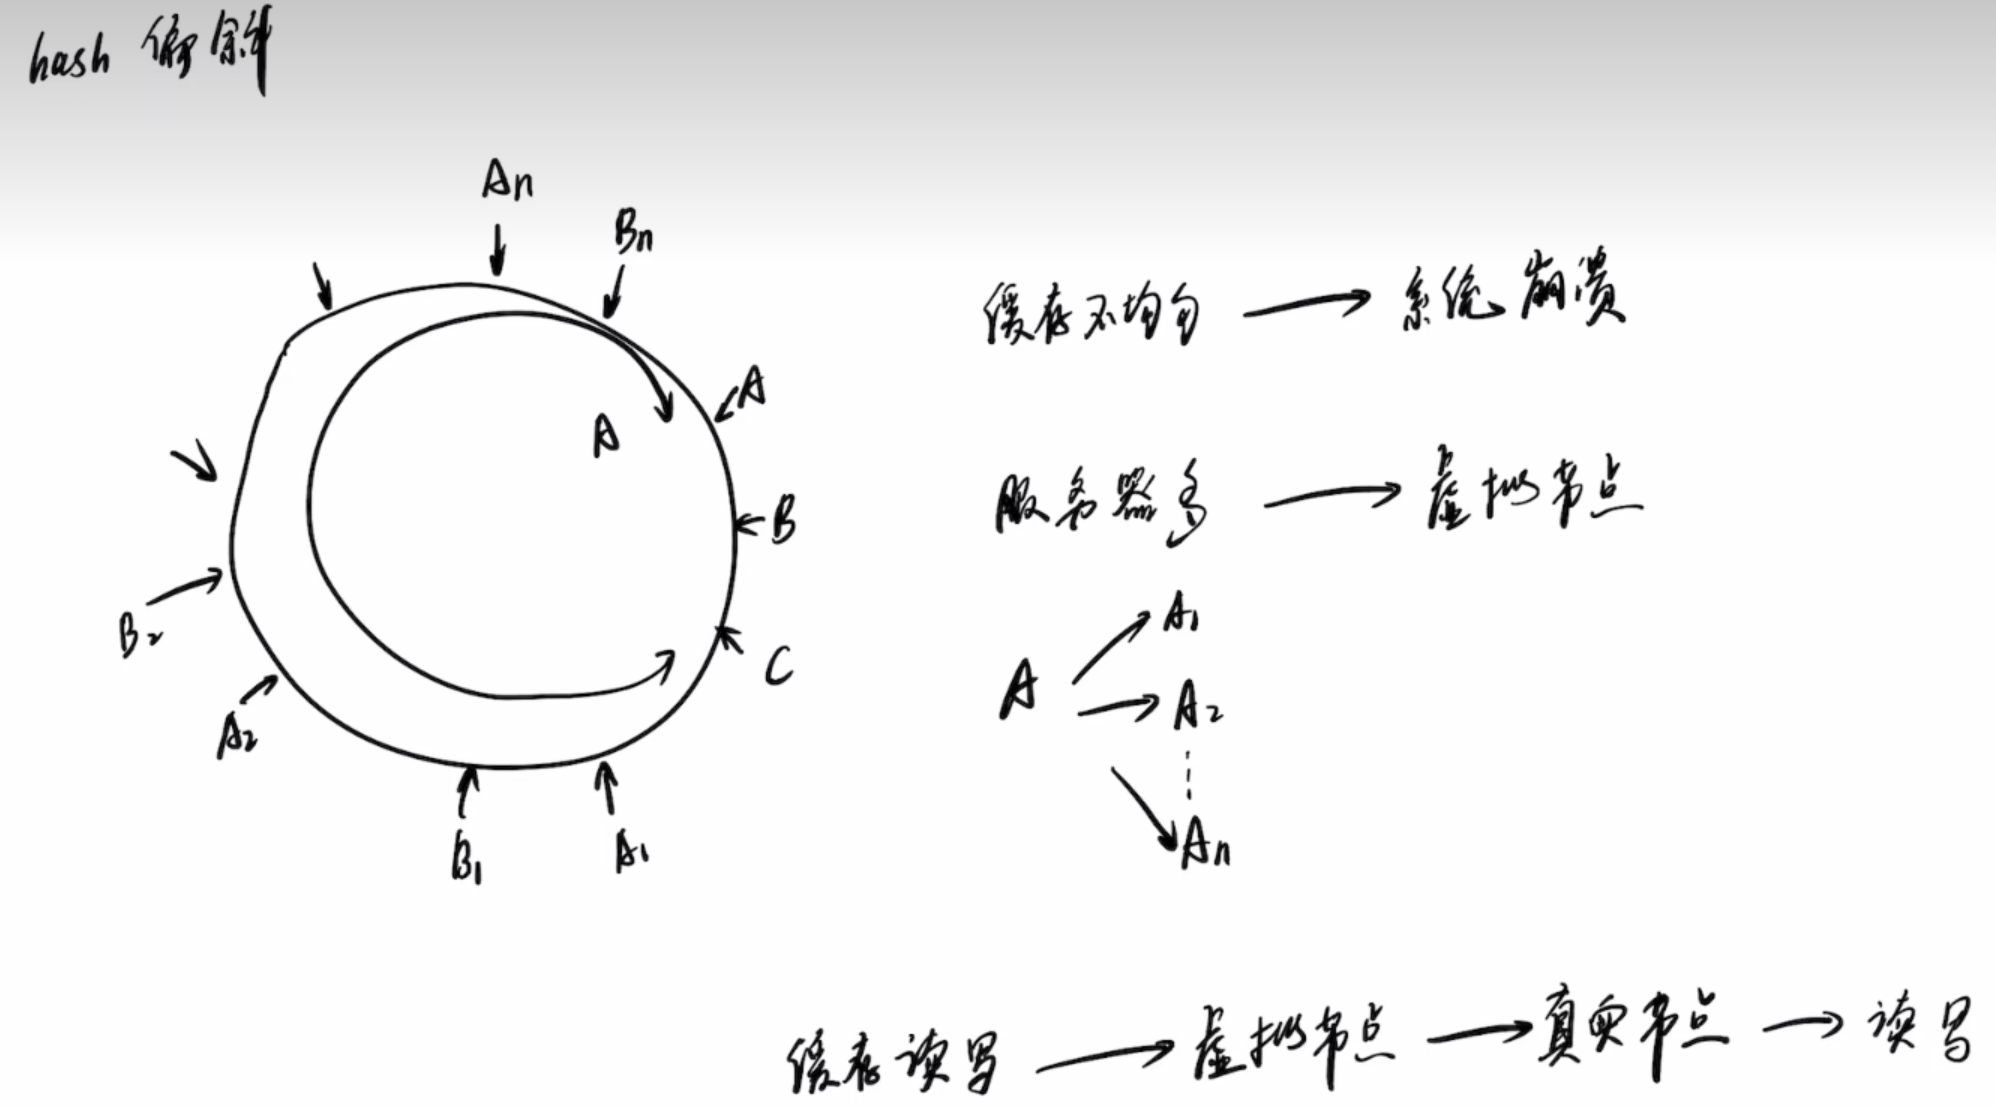 hash 偏斜
An
Bn
A
A
B
B2
C
A2
B1
A1
缓存不均匀 → 系统崩溃
服务器多 → 虚拟节点
A
A1
A2
An
缓存读写 → 虚拟节点 → 真实节点 → 读写